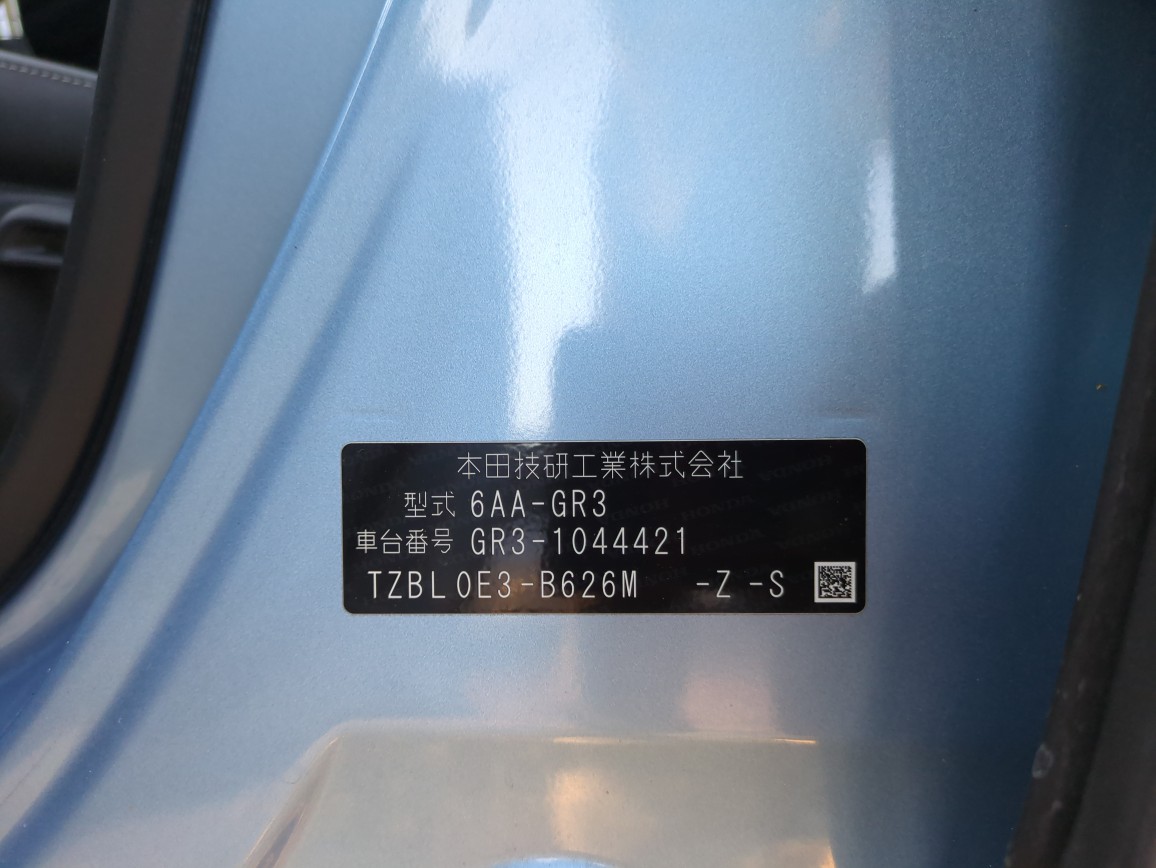 本田技研工業株式会社
型式 6AA-GR3
車台番号 GR3-1044421
TZBL0E3-B626M -Z -S